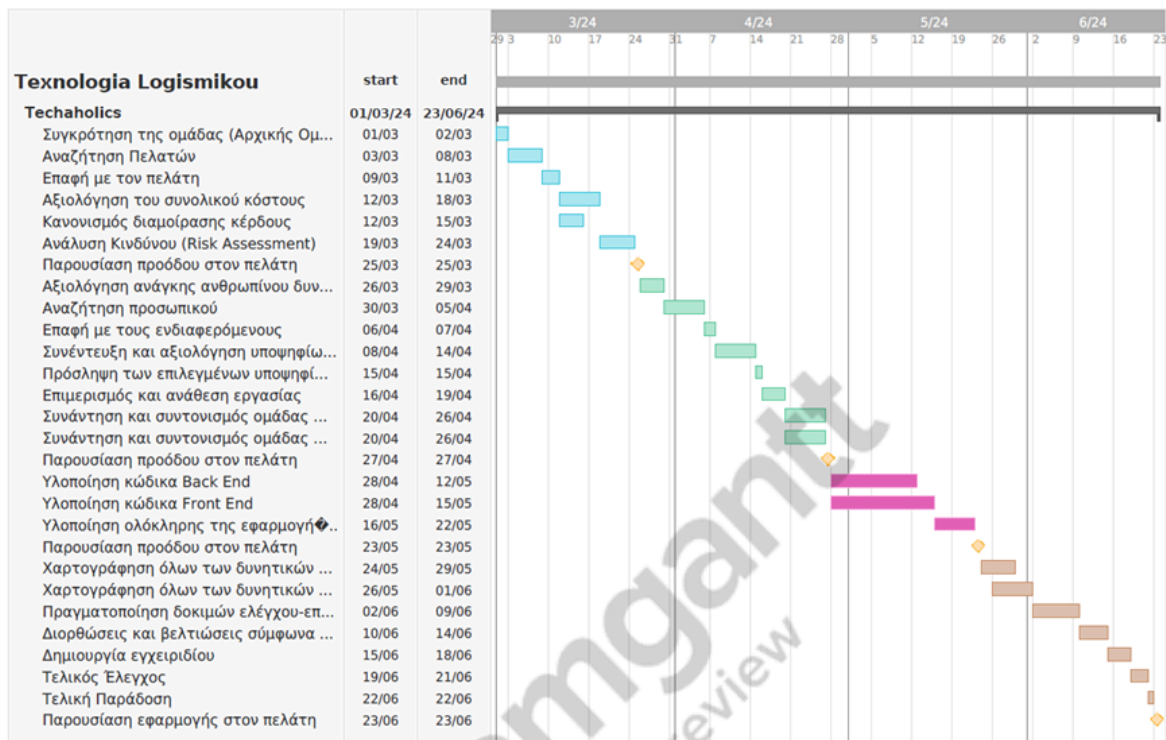 3/24 4/24 5/24 6/24
29 3 10 17 24 31 7 14 21 28 5 12 19 26 2 9 16 23
Texnologia Logismikou start end
Techaholics 01/03/24 23/06/24
Συγκρότηση της ομάδας (Αρχικής Ομ... 01/03 02/03
Αναζήτηση Πελατών 03/03 08/03
Επαφή με τον πελάτη 09/03 11/03
Αξιολόγηση του συνολικού κόστους 12/03 18/03
Κανονισμός διαμοίρασης κέρδους 12/03 15/03
Ανάλυση Κινδύνου (Risk Assessment) 19/03 24/03
Παρουσίαση προόδου στον πελάτη 25/03 25/03
Αξιολόγηση ανάγκης ανθρωπίνου δυν... 26/03 29/03
Αναζήτηση προσωπικού 30/03 05/04
Επαφή με τους ενδιαφερόμενους 06/04 07/04
Συνέντευξη και αξιολόγηση υποψηφίω... 08/04 14/04
Πρόσληψη των επιλεγμένων υποψηφί... 15/04 15/04
Επιμερισμός και ανάθεση εργασίας 16/04 19/04
Συνάντηση και συντονισμός ομάδας ... 20/04 26/04
Συνάντηση και συντονισμός ομάδας ... 20/04 26/04
Παρουσίαση προόδου στον πελάτη 27/04 27/04
Υλοποίηση κώδικα Back End 28/04 12/05
Υλοποίηση κώδικα Front End 28/04 15/05
Υλοποίηση ολόκληρης της εφαρμογή�.. 16/05 22/05
Παρουσίαση προόδου στον πελάτη 23/05 23/05
Χαρτογράφηση όλων των δυνητικών ... 24/05 29/05
Χαρτογράφηση όλων των δυνητικών ... 26/05 01/06
Πραγματοποίηση δοκιμών ελέγχου-επ... 02/06 09/06
Διορθώσεις και βελτιώσεις σύμφωνα ... 10/06 14/06
Δημιουργία εγχειριδίου 15/06 18/06
Τελικός Έλεγχος 19/06 21/06
Τελική Παράδοση 22/06 22/06
Παρουσίαση εφαρμογής στον πελάτη 23/06 23/06